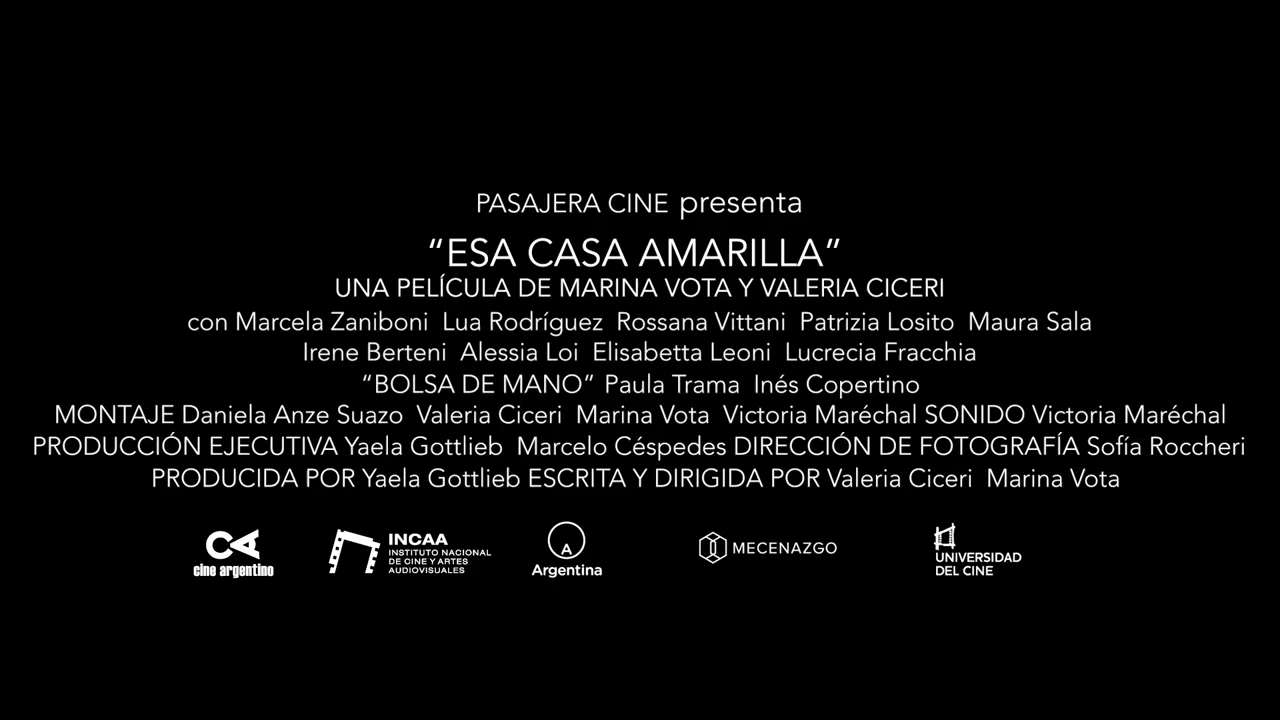 PASAJERA CINE presenta
“ESA CASA AMARILLA”
UNA PELÍCULA DE MARINA VOTA Y VALERIA CICERI
con Marcela Zaniboni Lua Rodríguez Rossana Vittani Patrizia Losito Maura Sala
Irene Berteni Alessia Loi Elisabetta Leoni Lucrecia Fracchia
“BOLSA DE MANO” Paula Trama Inés Copertino
MONTAJE Daniela Anze Suazo Valeria Ciceri Marina Vota Victoria Maréchal SONIDO Victoria Maréchal
PRODUCCIÓN EJECUTIVA Yaela Gottlieb Marcelo Céspedes DIRECCIÓN DE FOTOGRAFÍA Sofía Roccheri
PRODUCIDA POR Yaela Gottlieb ESCRITA Y DIRIGIDA POR Valeria Ciceri Marina Vota
CA
cine argentino
INCAA
INSTITUTO NACIONAL
DE CINE Y ARTES
AUDIOVISUALES
A
Argentina
MECENAZGO
UNIVERSIDAD
DEL CINE